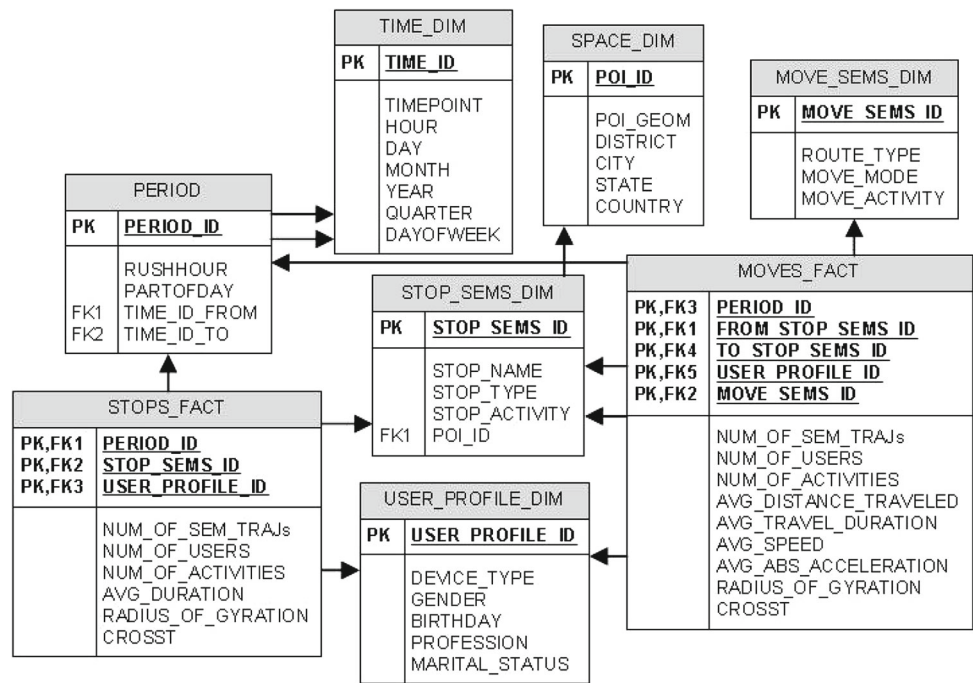 TIME_DIM
PK TIME_ID
TIMEPOINT
HOUR
DAY
MONTH
YEAR
QUARTER
DAYOFWEEK
SPACE_DIM
PK POI_ID
POI_GEOM
DISTRICT
CITY
STATE
COUNTRY
MOVE_SEMS_DIM
PK MOVE_SEMS_ID
ROUTE_TYPE
MOVE_MODE
MOVE_ACTIVITY
PERIOD
PK PERIOD_ID
RUSHHOUR
PARTOFDAY
FK1 TIME_ID_FROM
FK2 TIME_ID_TO
STOP_SEMS_DIM
PK STOP_SEMS_ID
STOP_NAME
STOP_TYPE
STOP_ACTIVITY
FK1 POI_ID
MOVES_FACT
PK,FK3 PERIOD_ID
PK,FK1 FROM_STOP_SEMS_ID
PK,FK4 TO_STOP_SEMS_ID
PK,FK5 USER_PROFILE_ID
PK,FK2 MOVE_SEMS_ID
NUM_OF_SEM_TRAJs
NUM_OF_USERS
NUM_OF_ACTIVITIES
AVG_DISTANCE_TRAVELED
AVG_TRAVEL_DURATION
AVG_SPEED
AVG_ABS_ACCELERATION
RADIUS_OF_GYRATION
CROSST
STOPS_FACT
PK,FK1 PERIOD_ID
PK,FK2 STOP_SEMS_ID
PK,FK3 USER_PROFILE_ID
NUM_OF_SEM_TRAJs
NUM_OF_USERS
NUM_OF_ACTIVITIES
AVG_DURATION
RADIUS_OF_GYRATION
CROSST
USER_PROFILE_DIM
PK USER_PROFILE_ID
DEVICE_TYPE
GENDER
BIRTHDAY
PROFESSION
MARITAL_STATUS